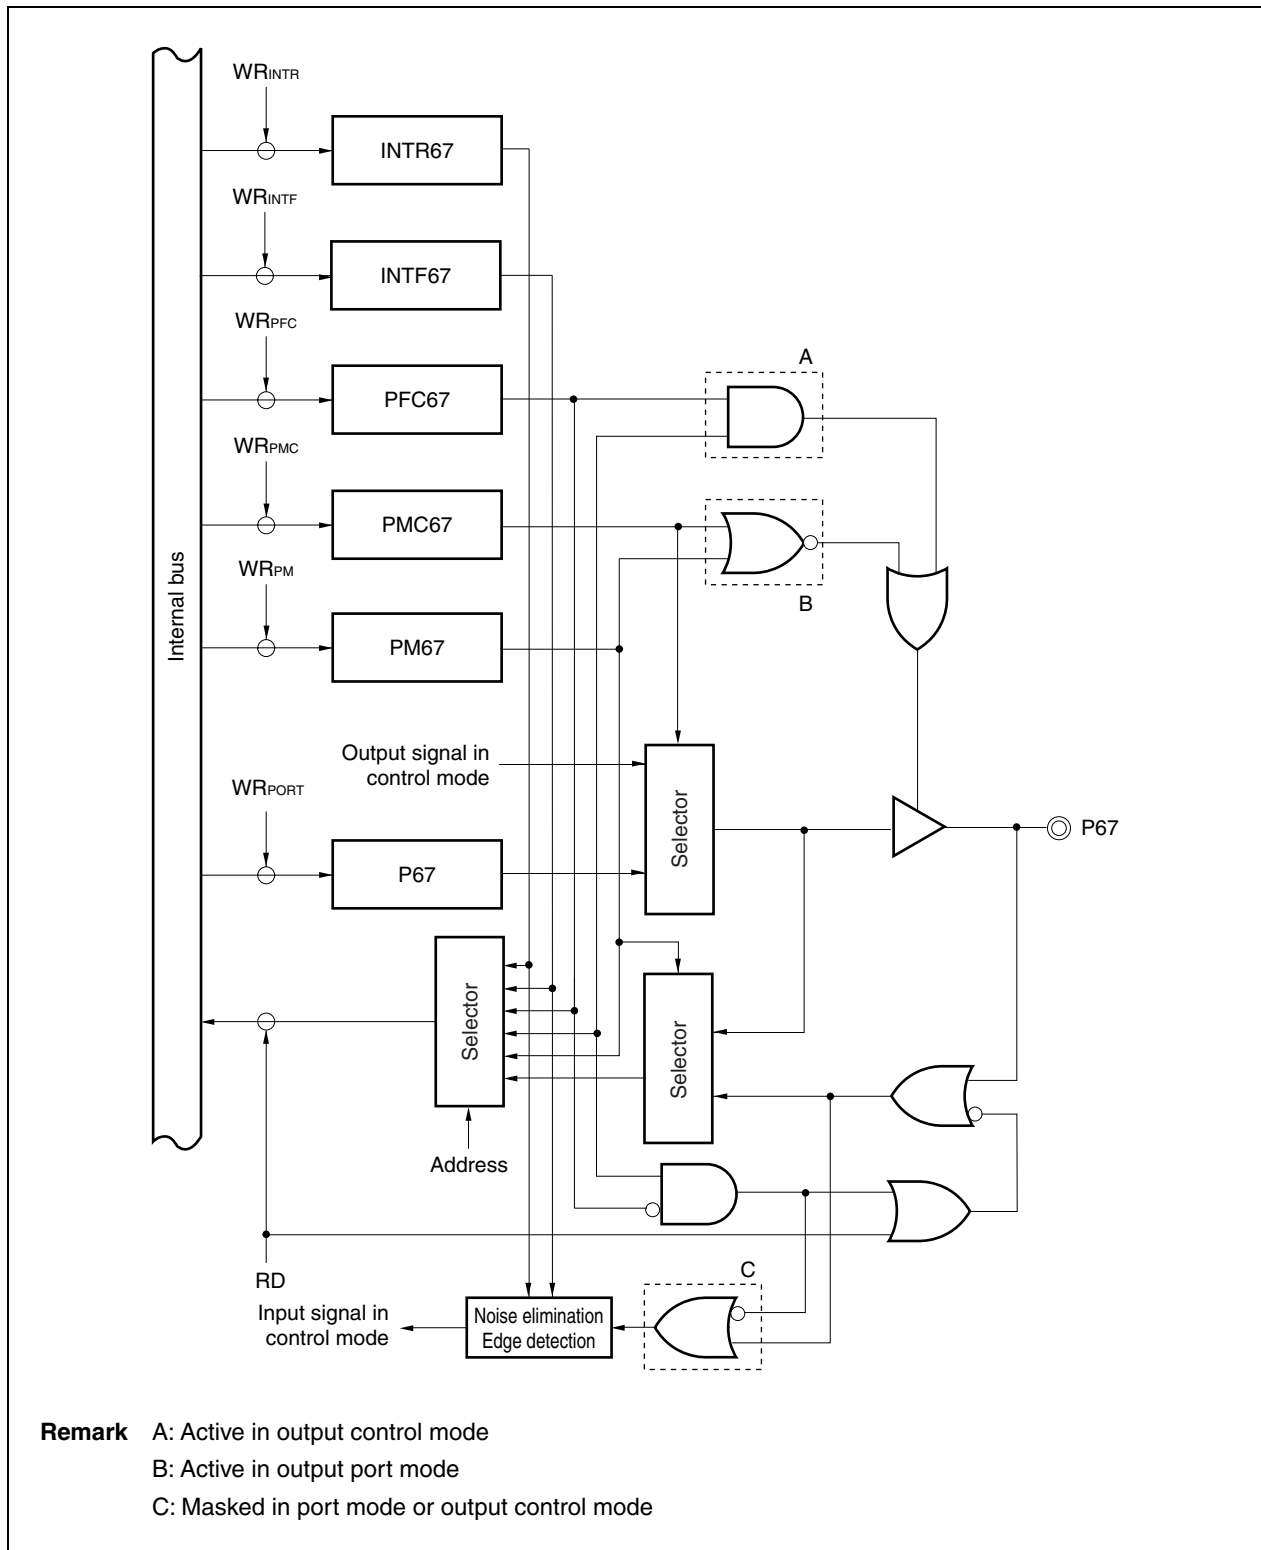 WRINTR
INTR67
WRINTF
INTF67
WRPFC
PFC67
A
WRPMC
PMC67
B
WRPM
PM67
Internal bus
Output signal in
control mode
Selector
WRPORT
P67
P67
Selector
Selector
Address
RD
C
Input signal in
control mode
Noise elimination
Edge detection
Remark A: Active in output control mode
B: Active in output port mode
C: Masked in port mode or output control mode